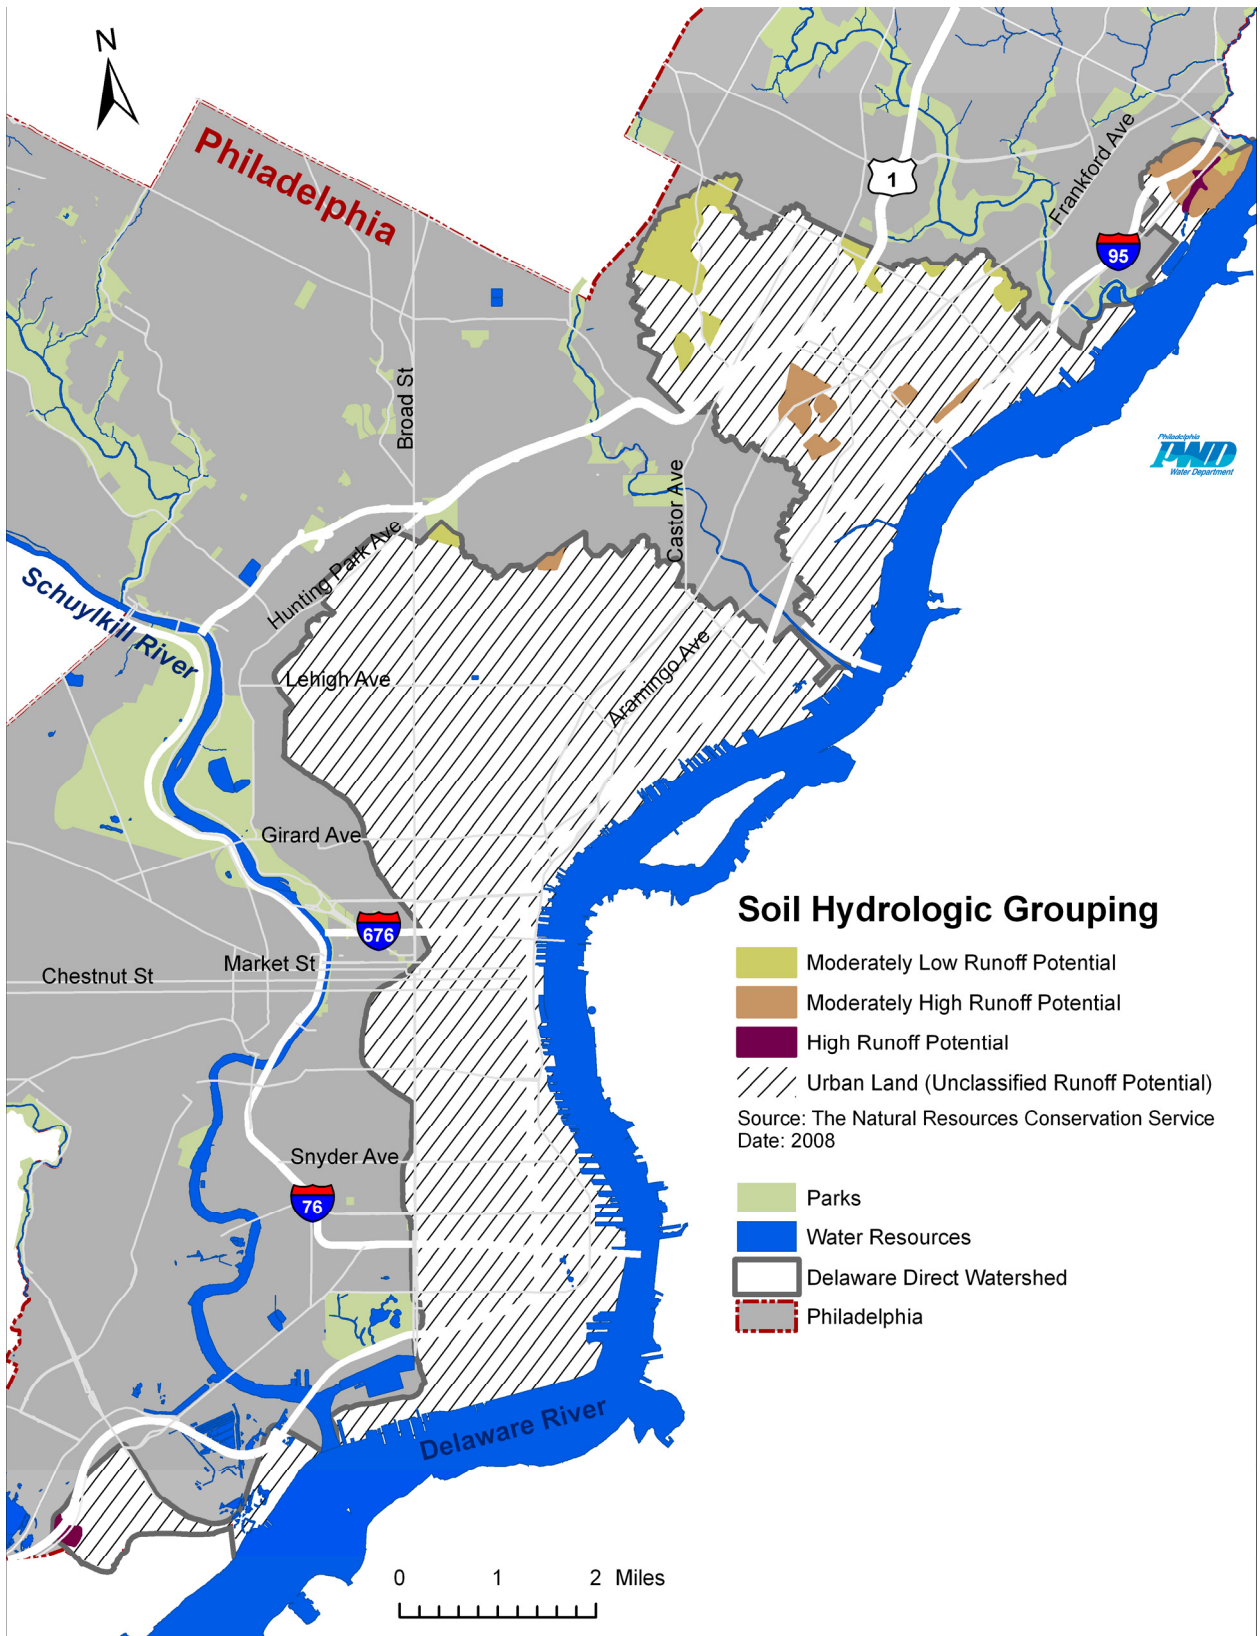 N
Philadelphia
1
Frankford Ave
95
Broad St
Philadelphia
PWD
Water Department
Castor Ave
Hunting Park Ave
Schuylkill River
Lehigh Ave
Aramingo Ave
Girard Ave
676
Market St
Chestnut St
Snyder Ave
76
Delaware River
Soil Hydrologic Grouping
Moderately Low Runoff Potential
Moderately High Runoff Potential
High Runoff Potential
Urban Land (Unclassified Runoff Potential)
Source: The Natural Resources Conservation Service
Date: 2008
Parks
Water Resources
Delaware Direct Watershed
Philadelphia
0 1 2 Miles